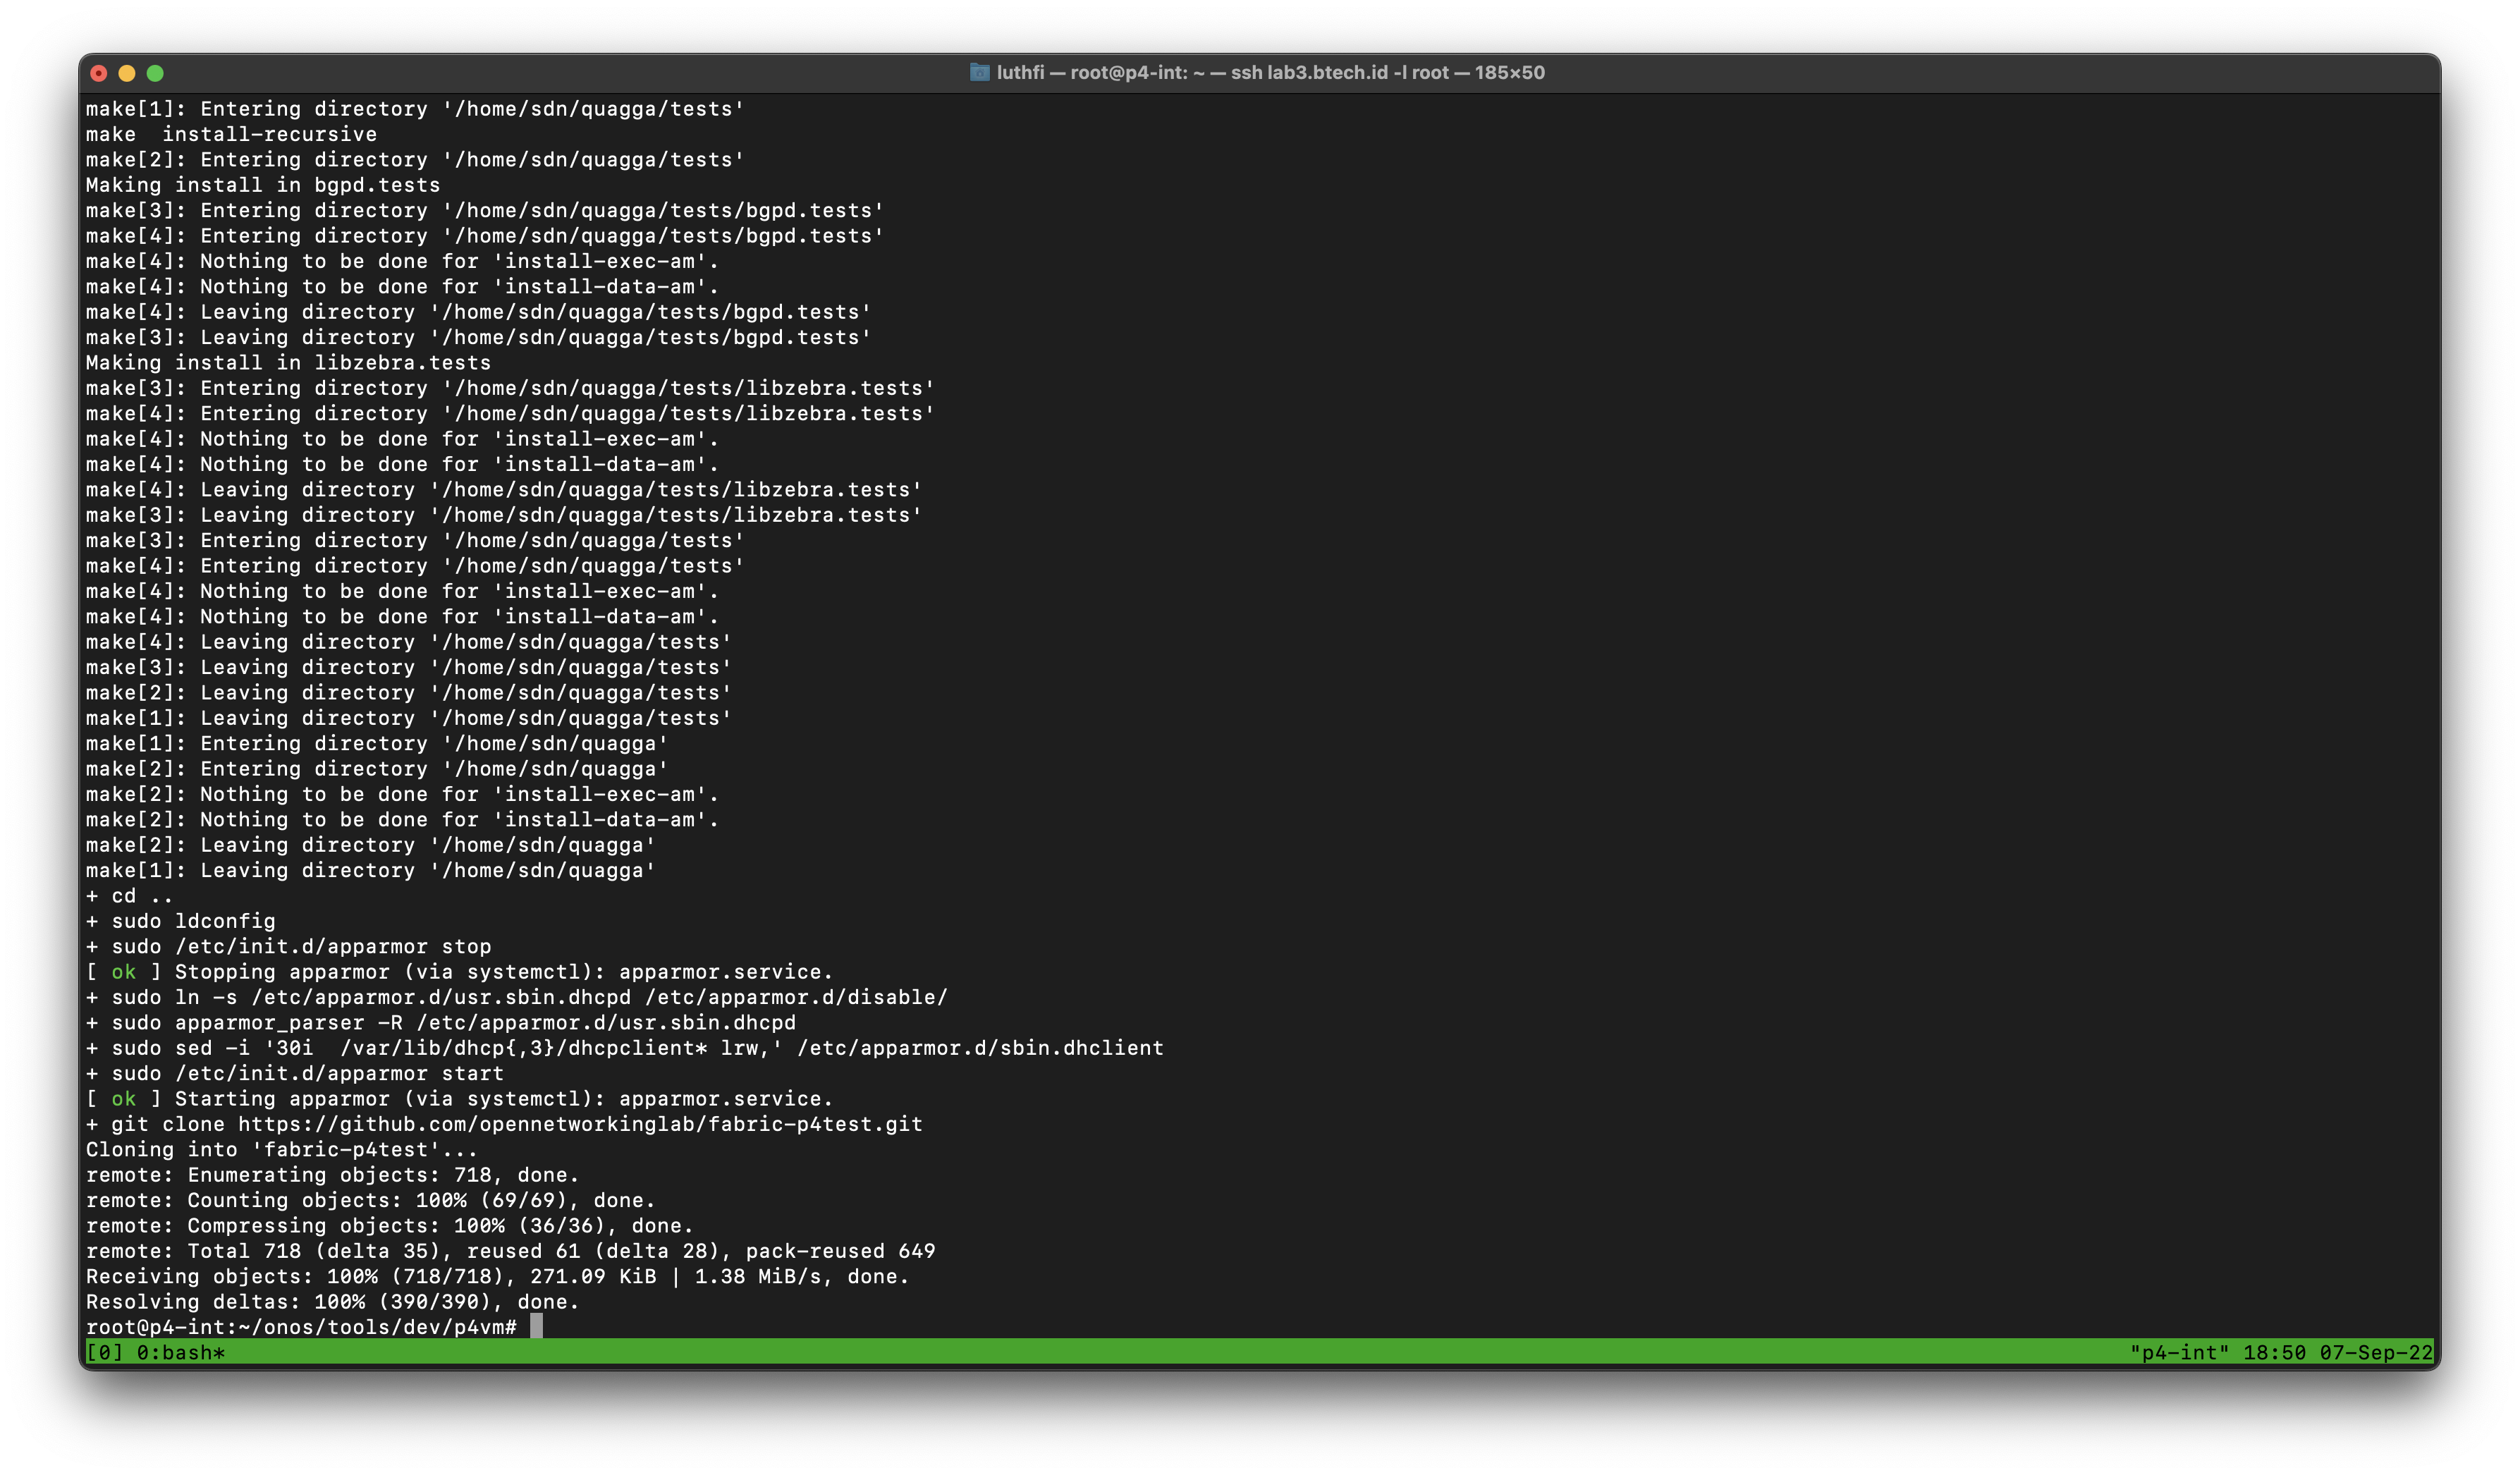 luthfi — root@p4-int: ~ — ssh lab3.btech.id -l root — 185×50
make[1]: Entering directory '/home/sdn/quagga/tests'
make  install-recursive
make[2]: Entering directory '/home/sdn/quagga/tests'
Making install in bgpd.tests
make[3]: Entering directory '/home/sdn/quagga/tests/bgpd.tests'
make[4]: Entering directory '/home/sdn/quagga/tests/bgpd.tests'
make[4]: Nothing to be done for 'install-exec-am'.
make[4]: Nothing to be done for 'install-data-am'.
make[4]: Leaving directory '/home/sdn/quagga/tests/bgpd.tests'
make[3]: Leaving directory '/home/sdn/quagga/tests/bgpd.tests'
Making install in libzebra.tests
make[3]: Entering directory '/home/sdn/quagga/tests/libzebra.tests'
make[4]: Entering directory '/home/sdn/quagga/tests/libzebra.tests'
make[4]: Nothing to be done for 'install-exec-am'.
make[4]: Nothing to be done for 'install-data-am'.
make[4]: Leaving directory '/home/sdn/quagga/tests/libzebra.tests'
make[3]: Leaving directory '/home/sdn/quagga/tests/libzebra.tests'
make[3]: Entering directory '/home/sdn/quagga/tests'
make[4]: Entering directory '/home/sdn/quagga/tests'
make[4]: Nothing to be done for 'install-exec-am'.
make[4]: Nothing to be done for 'install-data-am'.
make[4]: Leaving directory '/home/sdn/quagga/tests'
make[3]: Leaving directory '/home/sdn/quagga/tests'
make[2]: Leaving directory '/home/sdn/quagga/tests'
make[1]: Leaving directory '/home/sdn/quagga/tests'
make[1]: Entering directory '/home/sdn/quagga'
make[2]: Entering directory '/home/sdn/quagga'
make[2]: Nothing to be done for 'install-exec-am'.
make[2]: Nothing to be done for 'install-data-am'.
make[2]: Leaving directory '/home/sdn/quagga'
make[1]: Leaving directory '/home/sdn/quagga'
+ cd ..
+ sudo ldconfig
+ sudo /etc/init.d/apparmor stop
[ ok ] Stopping apparmor (via systemctl): apparmor.service.
+ sudo ln -s /etc/apparmor.d/usr.sbin.dhcpd /etc/apparmor.d/disable/
+ sudo apparmor_parser -R /etc/apparmor.d/usr.sbin.dhcpd
+ sudo sed -i '30i  /var/lib/dhcp{,3}/dhcpclient* lrw,' /etc/apparmor.d/sbin.dhclient
+ sudo /etc/init.d/apparmor start
[ ok ] Starting apparmor (via systemctl): apparmor.service.
+ git clone https://github.com/opennetworkinglab/fabric-p4test.git
Cloning into 'fabric-p4test'...
remote: Enumerating objects: 718, done.
remote: Counting objects: 100% (69/69), done.
remote: Compressing objects: 100% (36/36), done.
remote: Total 718 (delta 35), reused 61 (delta 28), pack-reused 649
Receiving objects: 100% (718/718), 271.09 KiB | 1.38 MiB/s, done.
Resolving deltas: 100% (390/390), done.
root@p4-int:~/onos/tools/dev/p4vm#
[0] 0:bash* "p4-int" 18:50 07-Sep-22